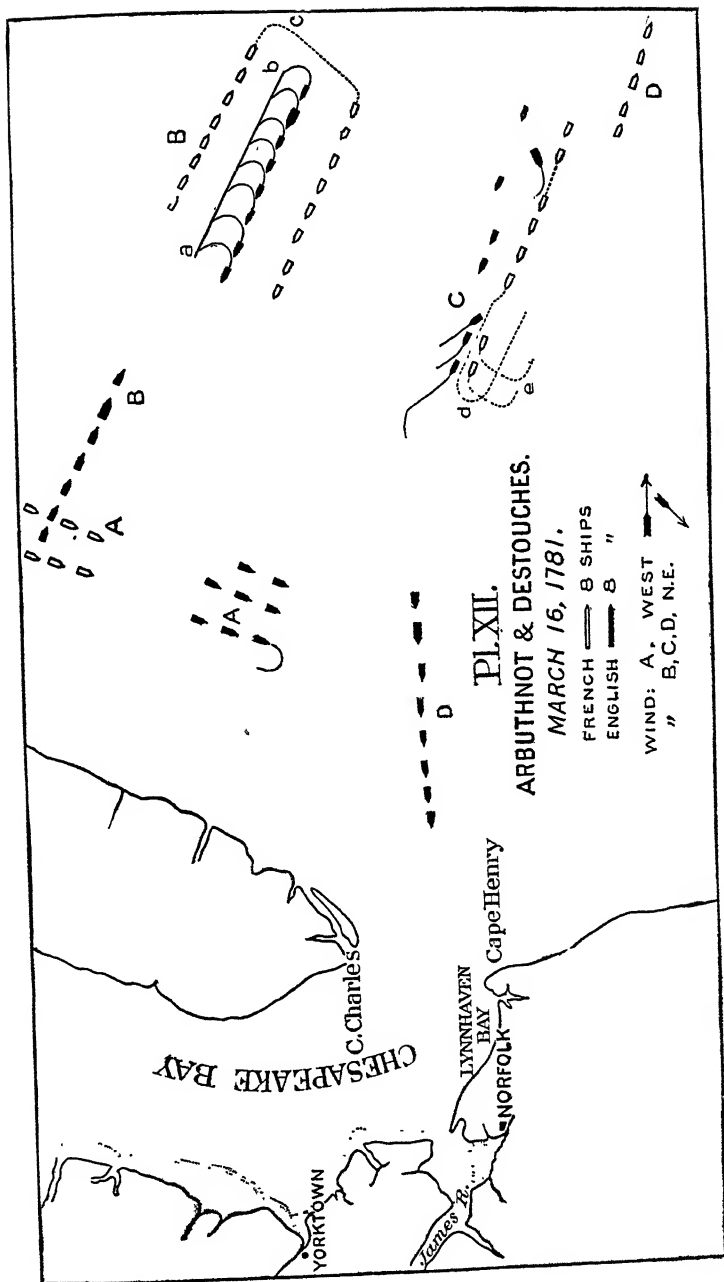 c
b
B
a
D
C
d
e
B
A
A
D
PL. XII.
ARBUTHNOT & DESTOUCHES.
MARCH 16, 1781.
FRENCH 8 SHIPS
ENGLISH 8 "
WIND: A, WEST
" B, C, D, N.E.
C. Charles
CHESAPEAKE BAY
LYNNHAVEN
BAY
Cape Henry
NORFOLK
YORKTOWN
James R.